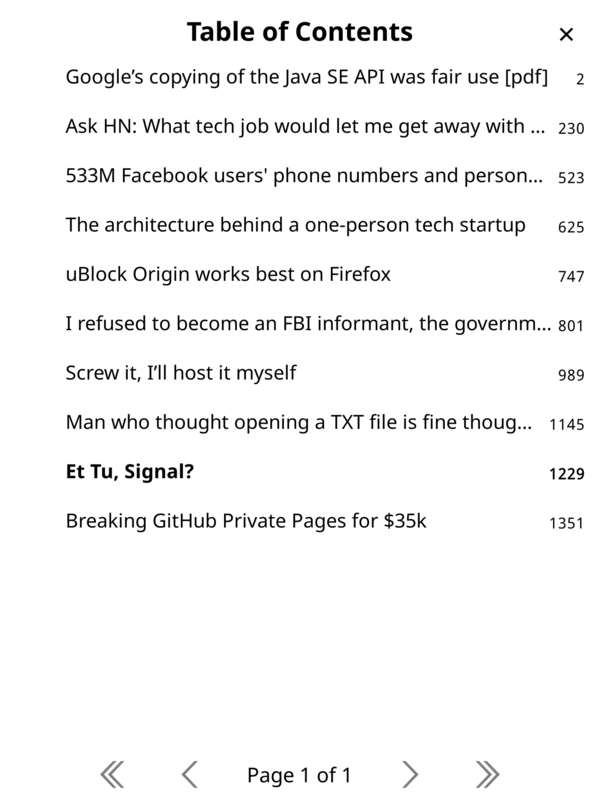 Table of Contents ×
Google’s copying of the Java SE API was fair use [pdf] 2
Ask HN: What tech job would let me get away with ... 230
533M Facebook users' phone numbers and person... 523
The architecture behind a one-person tech startup 625
uBlock Origin works best on Firefox 747
I refused to become an FBI informant, the governm... 801
Screw it, I’ll host it myself 989
Man who thought opening a TXT file is fine thoug... 1145
Et Tu, Signal? 1229
Breaking GitHub Private Pages for $35k 1351
Page 1 of 1